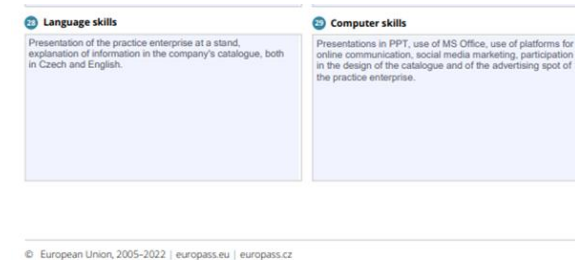 28 Language skills
Presentation of the practice enterprise at a stand,
explanation of information in the company's catalogue, both
in Czech and English.
29 Computer skills
Presentations in PPT, use of MS Office, use of platforms for
online communication, social media marketing, participation
in the design of the catalogue and of the advertising spot of
the practice enterprise.
© European Union, 2005–2022 | europass.eu | europass.cz